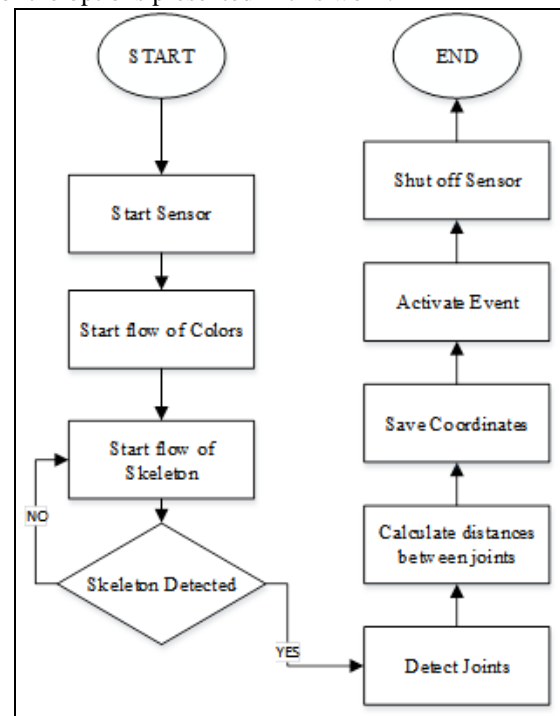 START
Start Sensor
Start flow of Colors
Start flow of
Skeleton
NO
Skeleton Detected
YES
Detect Joints
Calculate distances
between joints
Save Coordinates
Activate Event
Shut off Sensor
END